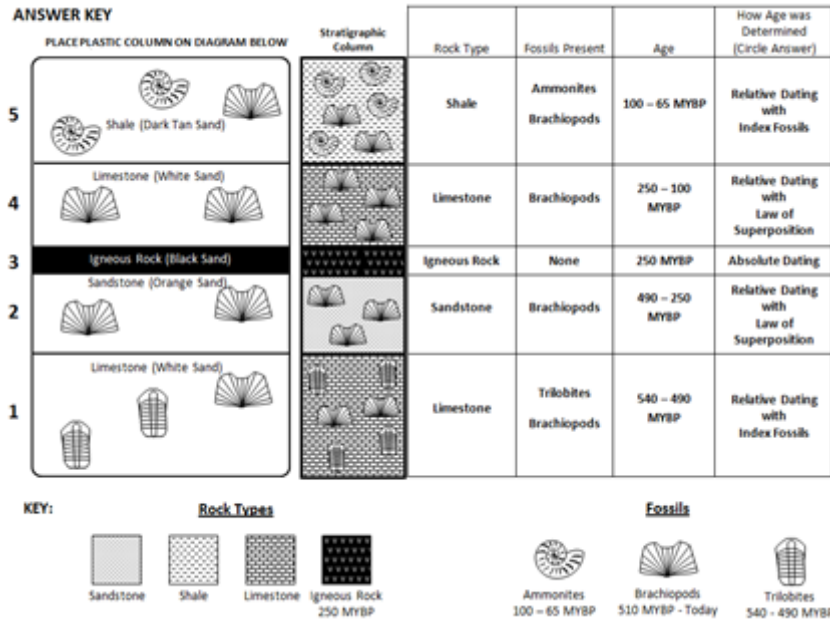 ANSWER KEY
PLACE PLASTIC COLUMN ON DIAGRAM BELOW
Stratigraphic
Column
Rock Type
Fossils Present
Age
How Age was
Determined
(Circle Answer)
5
Shale (Dark Tan Sand)
Shale
Ammonites
Brachiopods
100 – 65 MYBP
Relative Dating
with
Index Fossils
4
Limestone (White Sand)
Limestone
Brachiopods
250 – 100
MYBP
Relative Dating
with
Law of
Superposition
3
Igneous Rock (Black Sand)
Igneous Rock
None
250 MYBP
Absolute Dating
2
Sandstone (Orange Sand)
Sandstone
Brachiopods
490 – 250
MYBP
Relative Dating
with
Law of
Superposition
1
Limestone (White Sand)
Limestone
Trilobites
Brachiopods
540 – 490
MYBP
Relative Dating
with
Index Fossils
KEY:
Rock Types
Fossils
Sandstone
Shale
Limestone
Igneous Rock
250 MYBP
Ammonites
100 – 65 MYBP
Brachiopods
510 MYBP - Today
Trilobites
540 - 490 MYBP